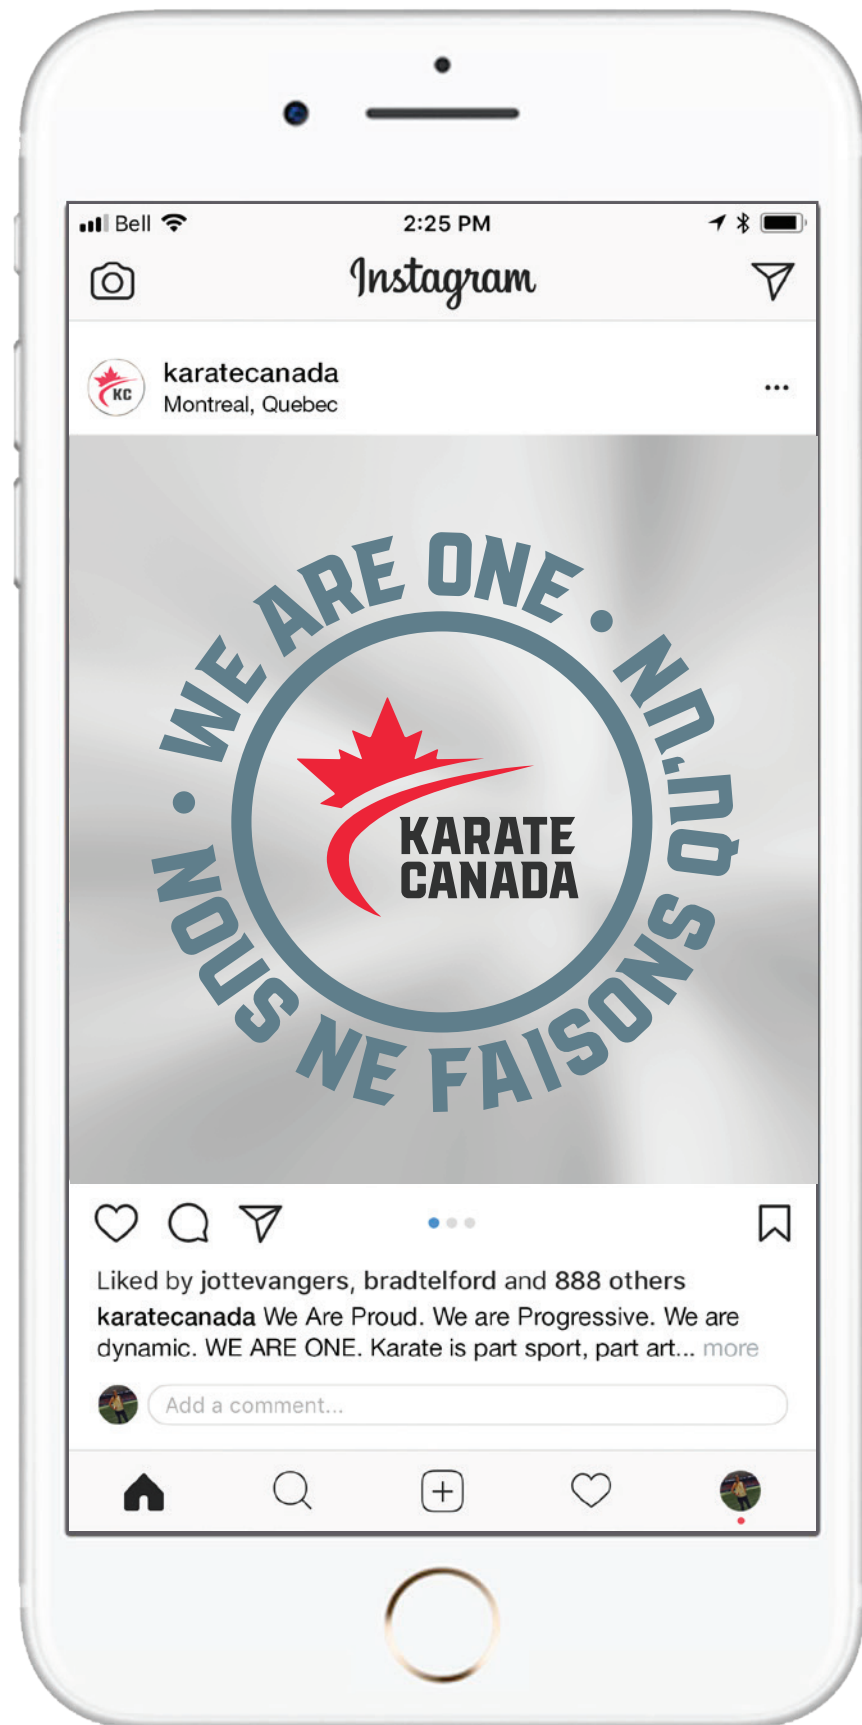 Bell
2:25 PM
Instagram
karatecanada
Montreal, Quebec
KC
WE ARE ONE •
NOUS NE FAISONS QU'UN •
KARATE
CANADA
Liked by jottevangers, bradtelford and 888 others
karatecanada We Are Proud. We are Progressive. We are
dynamic. WE ARE ONE. Karate is part sport, part art... more
Add a comment...